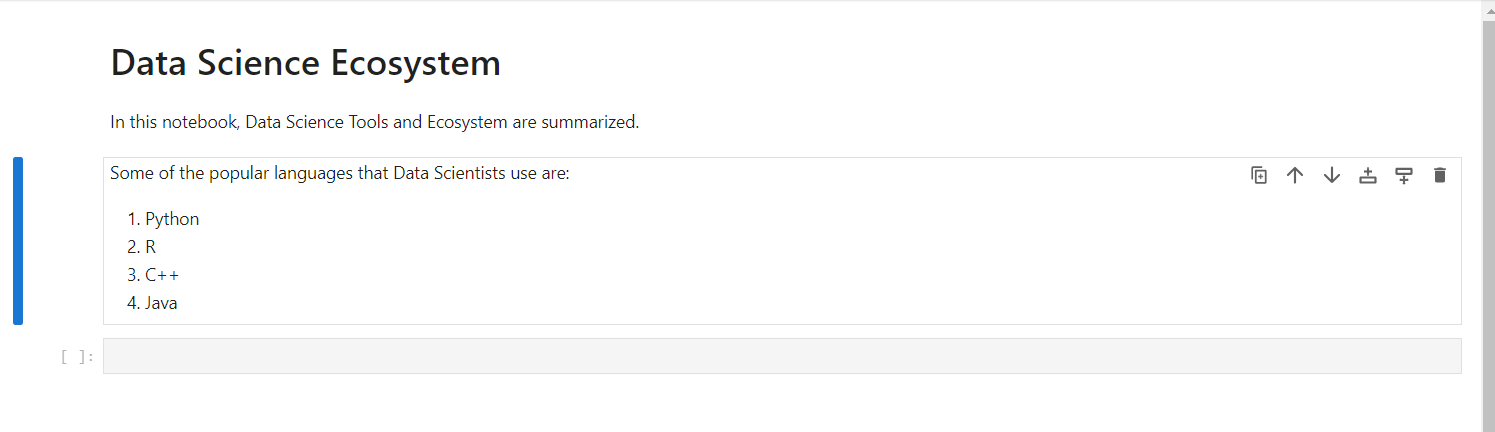 Data Science Ecosystem
In this notebook, Data Science Tools and Ecosystem are summarized.
Some of the popular languages that Data Scientists use are:
1. Python
2. R
3. C++
4. Java
[ ]: